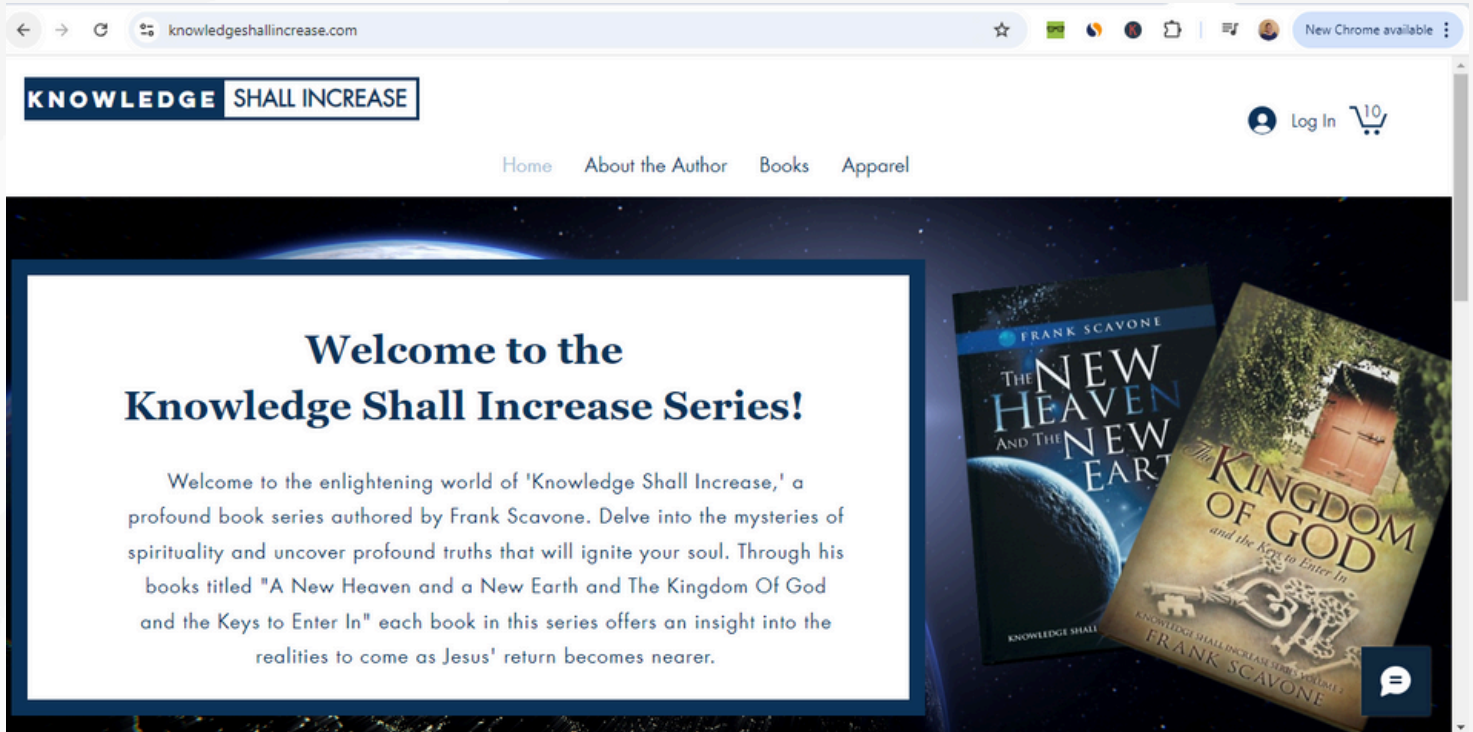 knowledgeshallincrease.com
New Chrome available
KNOWLEDGE SHALL INCREASE
Log In
10
Home
About the Author
Books
Apparel
Welcome to the
Knowledge Shall Increase Series!
Welcome to the enlightening world of 'Knowledge Shall Increase,' a
profound book series authored by Frank Scavone. Delve into the mysteries of
spirituality and uncover profound truths that will ignite your soul. Through his
books titled "A New Heaven and a New Earth and The Kingdom Of God
and the Keys to Enter In" each book in this series offers an insight into the
realities to come as Jesus' return becomes nearer.
FRANK SCAVONE
THE NEW
HEAVEN
AND THE NEW
EART
KNOWLEDGE SHALL
The
KINGDOM
OF GOD
and the Keys to Enter In
KNOWLEDGE SHALL INCREASE SERIES VOLUME 2
FRANK SCAVONE